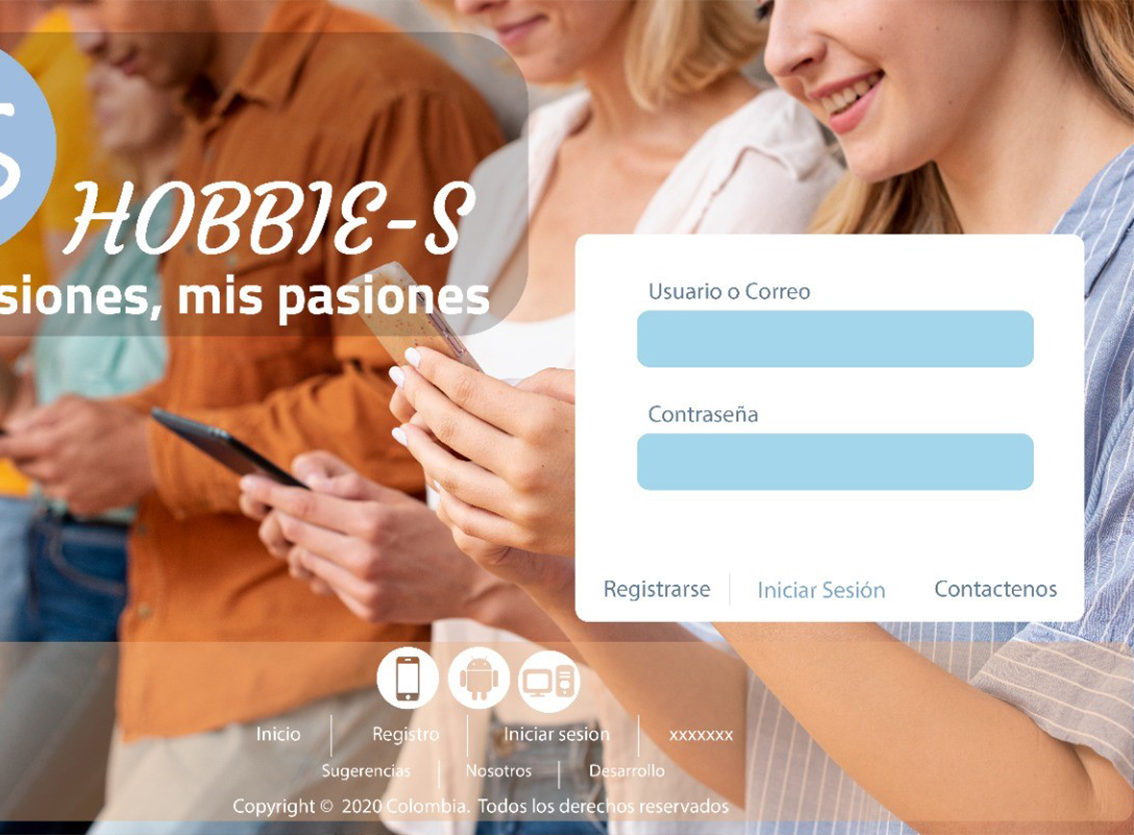 S
HOBBIE-S
siones, mis pasiones
Usuario o Correo
Contraseña
Registrarse
Iniciar Sesión
Contactenos
Inicio
Registro
Iniciar sesion
xxxxxxx
Sugerencias
Nosotros
Desarrollo
Copyright © 2020 Colombia. Todos los derechos reservados